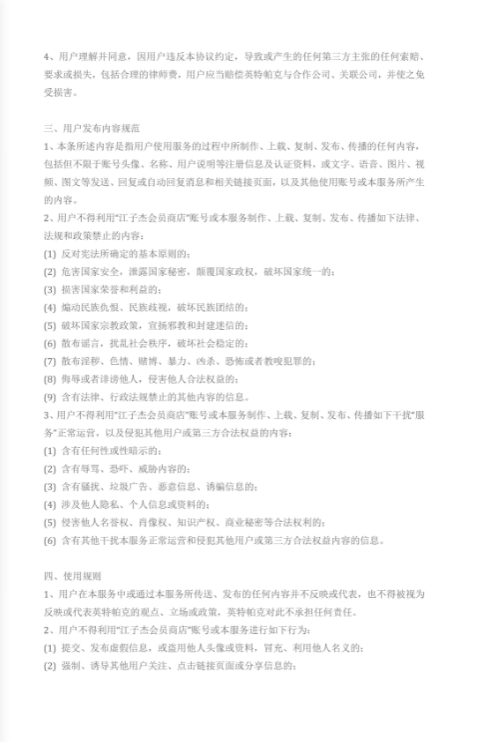 4、用户理解并同意，因用户违反本协议约定，导致或产生的任何第三方主张的任何索赔、
要求或损失，包括合理的律师费，用户应当赔偿英特帕克与合作公司、关联公司，并使之免
受损害。
三、用户发布内容规范
1、本条所述内容是指用户使用服务的过程中所制作、上载、复制、发布、传播的任何内容，
包括但不限于账号头像、名称、用户说明等注册信息及认证资料，或文字、语音、图片、视
频、图文等发送、回复或自动回复消息和相关链接页面，以及其他使用账号或本服务所产生
的内容。
2、用户不得利用“江子杰会员商店”账号或本服务制作、上载、复制、发布、传播如下法律、
法规和政策禁止的内容：
(1) 反对宪法所确定的基本原则的；
(2) 危害国家安全，泄露国家秘密，颠覆国家政权，破坏国家统一的；
(3) 损害国家荣誉和利益的；
(4) 煽动民族仇恨、民族歧视，破坏民族团结的；
(5) 破坏国家宗教政策，宣扬邪教和封建迷信的；
(6) 散布谣言，扰乱社会秩序，破坏社会稳定的；
(7) 散布淫秽、色情、赌博、暴力、凶杀、恐怖或者教唆犯罪的；
(8) 侮辱或者诽谤他人，侵害他人合法权益的；
(9) 含有法律、行政法规禁止的其他内容的信息。
3、用户不得利用“江子杰会员商店”账号或本服务制作、上载、复制、发布、传播如下干扰“服
务”正常运营，以及侵犯其他用户或第三方合法权益的内容：
(1) 含有任何性或性暗示的；
(2) 含有辱骂、恐吓、威胁内容的；
(3) 含有骚扰、垃圾广告、恶意信息、诱骗信息的；
(4) 涉及他人隐私、个人信息或资料的；
(5) 侵害他人名誉权、肖像权、知识产权、商业秘密等合法权利的；
(6) 含有其他干扰本服务正常运营和侵犯其他用户或第三方合法权益内容的信息。
四、使用规则
1、用户在本服务中或通过本服务所传送、发布的任何内容并不反映或代表，也不得被视为
反映或代表英特帕克的观点、立场或政策，英特帕克对此不承担任何责任。
2、用户不得利用“江子杰会员商店”账号或本服务进行如下行为：
(1) 提交、发布虚假信息，或盗用他人头像或资料，冒充、利用他人名义的；
(2) 强制、诱导其他用户关注、点击链接页面或分享信息的；